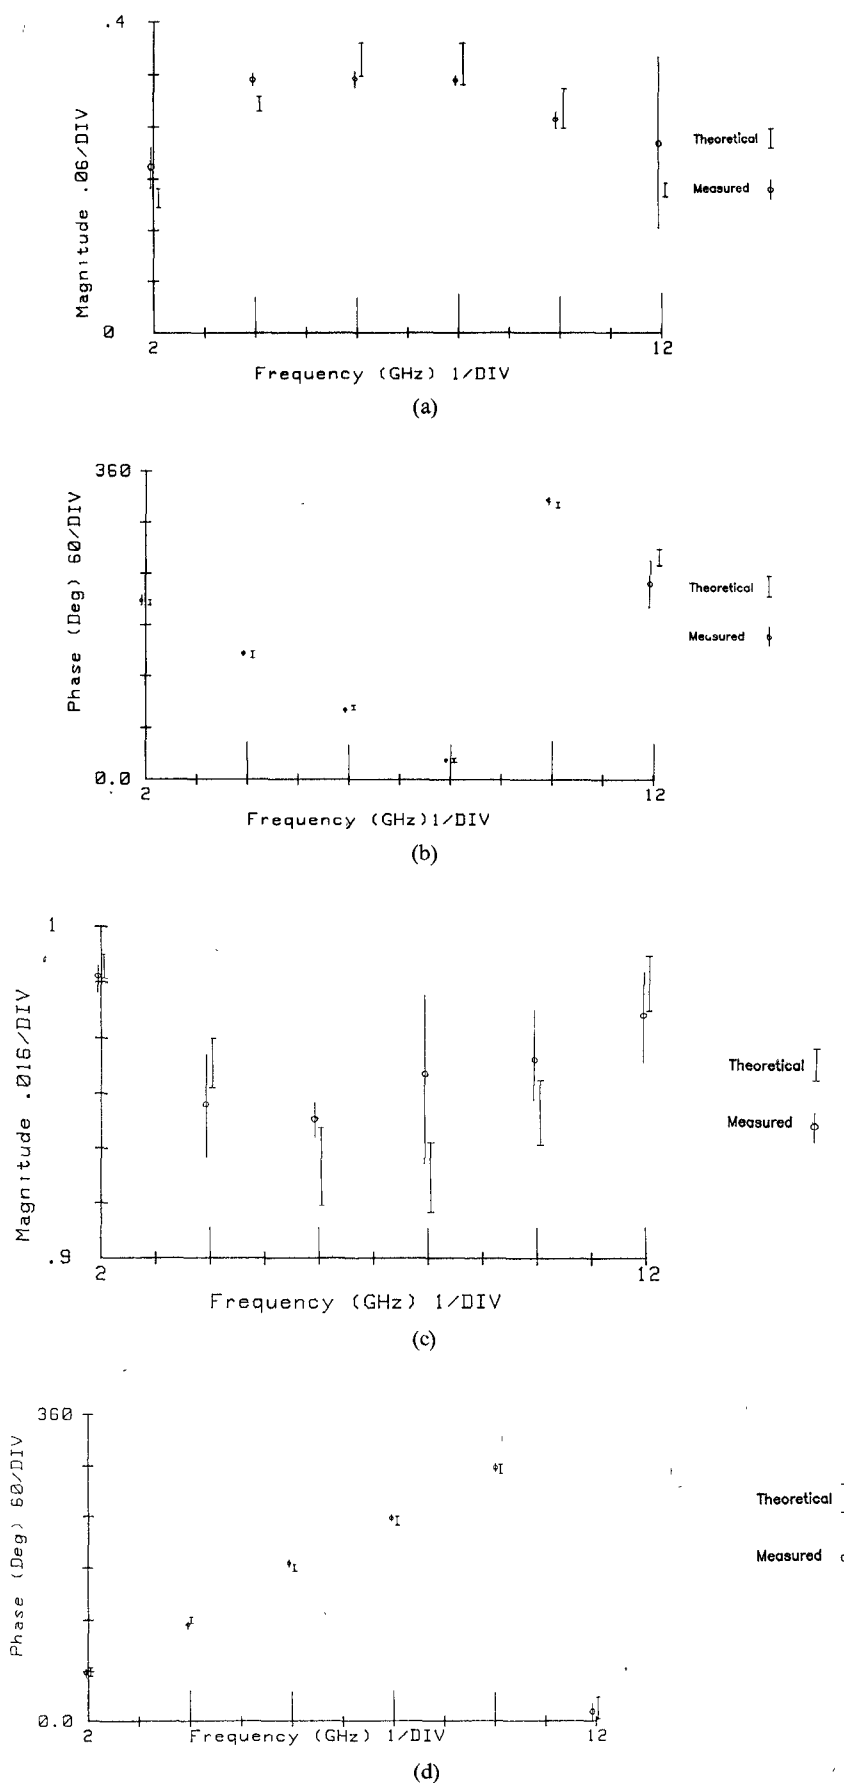 .4
Magnitude .06/DIV
Theoretical
Measured
0
2
12
Frequency (GHz) 1/DIV
(a)
360
Phase (Deg) 60/DIV
Theoretical
Measured
0.0
2
12
Frequency (GHz)1/DIV
(b)
1
Magnitude .016/DIV
Theoretical
Measured
.9
2
12
Frequency (GHz) 1/DIV
(c)
360
Phase (Deg) 60/DIV
Theoretical
Measured
0.0
2
Frequency (GHz) 1/DIV
12
(d)